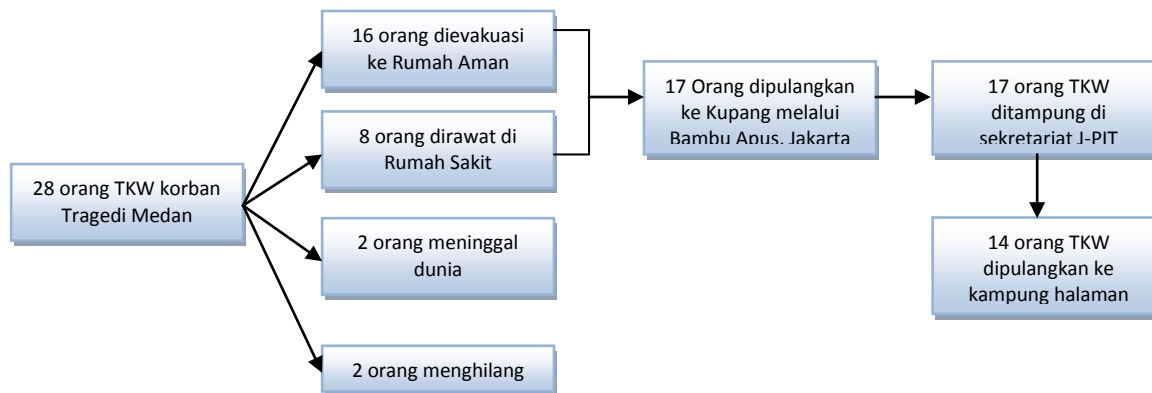 28 orang TKW korban
Tragedi Medan
16 orang dievakuasi
ke Rumah Aman
8 orang dirawat di
Rumah Sakit
2 orang meninggal
dunia
2 orang menghilang
17 Orang dipulangkan
ke Kupang melalui
Bambu Apus, Jakarta
17 orang TKW
ditampung di
sekretariat J-PIT
14 orang TKW
dipulangkan ke
kampung halaman